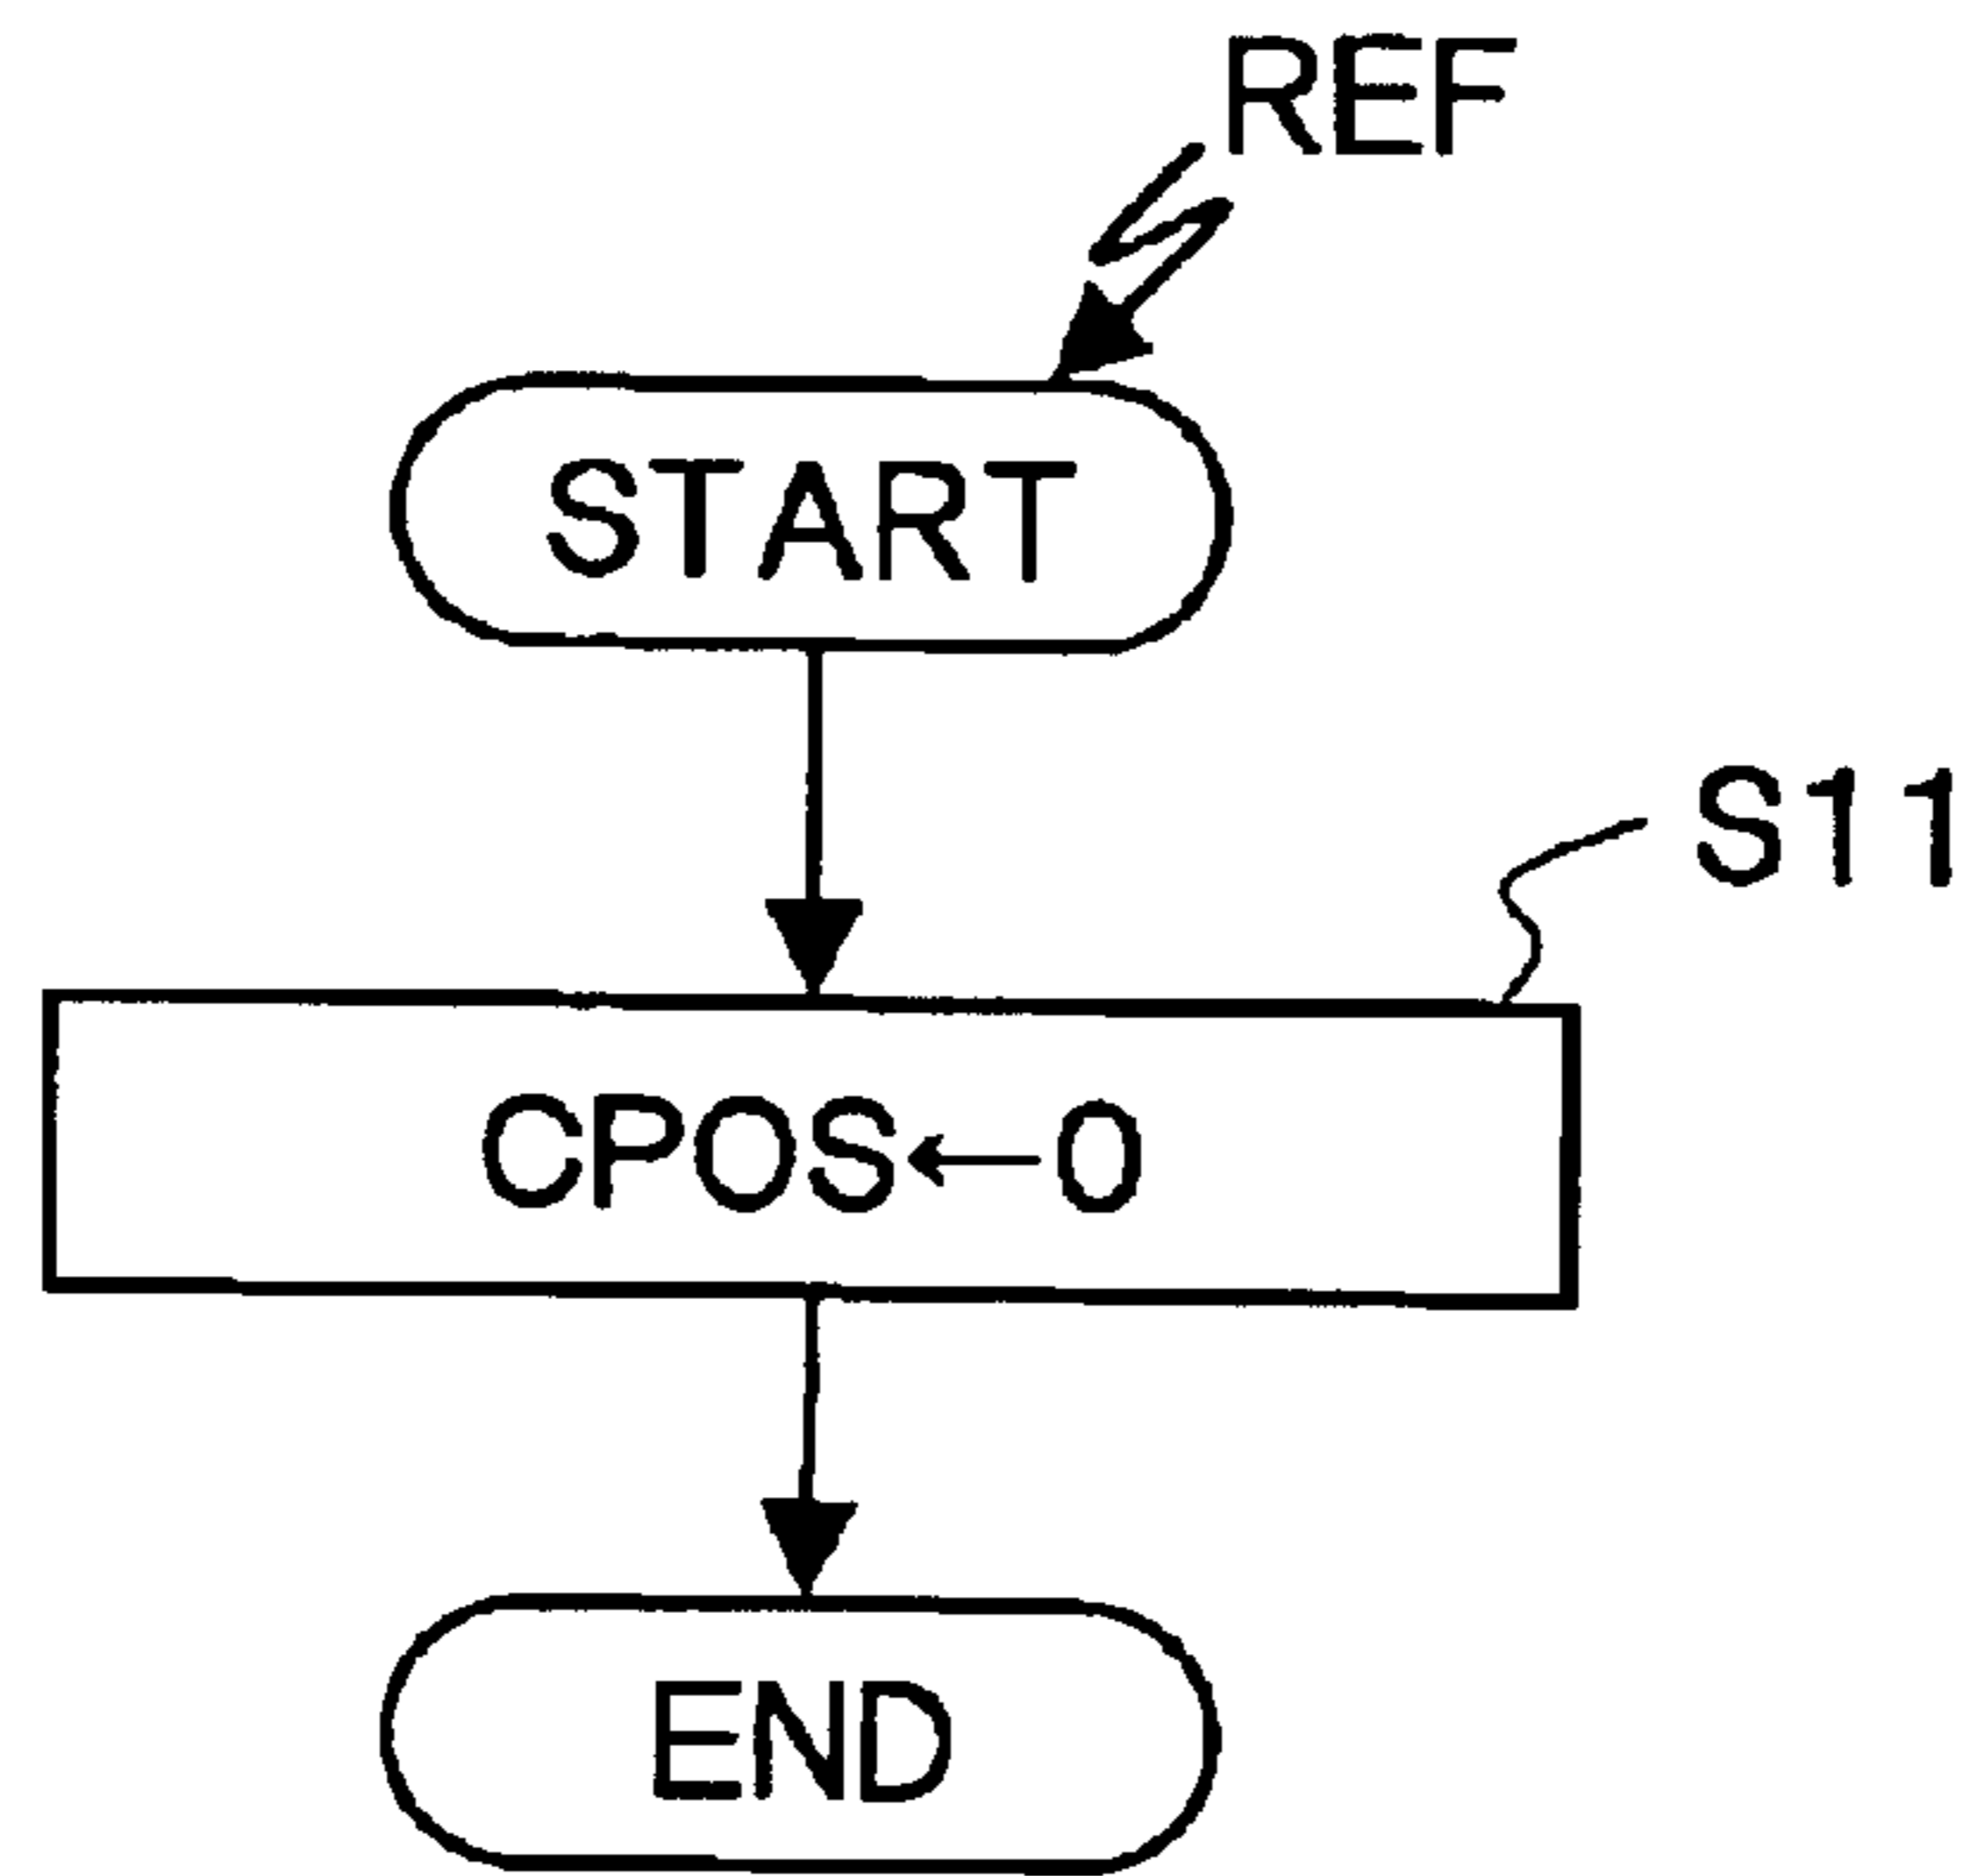 REF
START
S11
CPOS←0
END